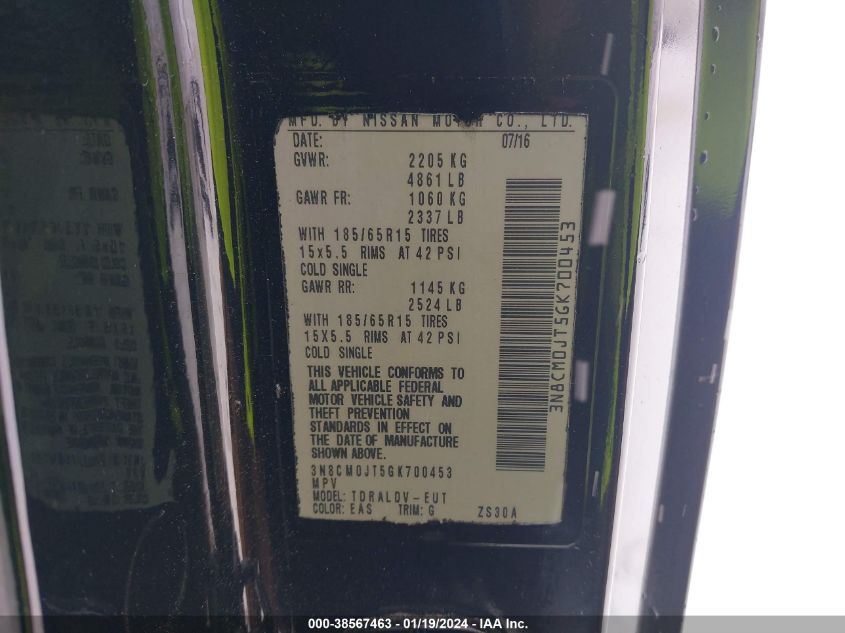 MFD. BY NISSAN MOTOR CO., LTD.
DATE: 07/16
GVWR: 2205 KG
4861 LB
GAWR FR: 1060 KG
2337 LB
WITH 185/65R15 TIRES
15x5.5 RIMS AT 42 PSI
COLD SINGLE
GAWR RR: 1145 KG
2524 LB
WITH 185/65R15 TIRES
15X5.5 RIMS AT 42 PSI
COLD SINGLE
THIS VEHICLE CONFORMS TO
ALL APPLICABLE FEDERAL
MOTOR VEHICLE SAFETY AND
THEFT PREVENTION
STANDARDS IN EFFECT ON
THE DATE OF MANUFACTURE
SHOWN ABOVE.
3N8CM0JT5GK700453
MPV
MODEL: TDRALDV-EUT
COLOR: EAS TRIM: G ZS30A
3N8CM0JT5GK700453
000-38567463 - 01/19/2024 - IAA Inc.